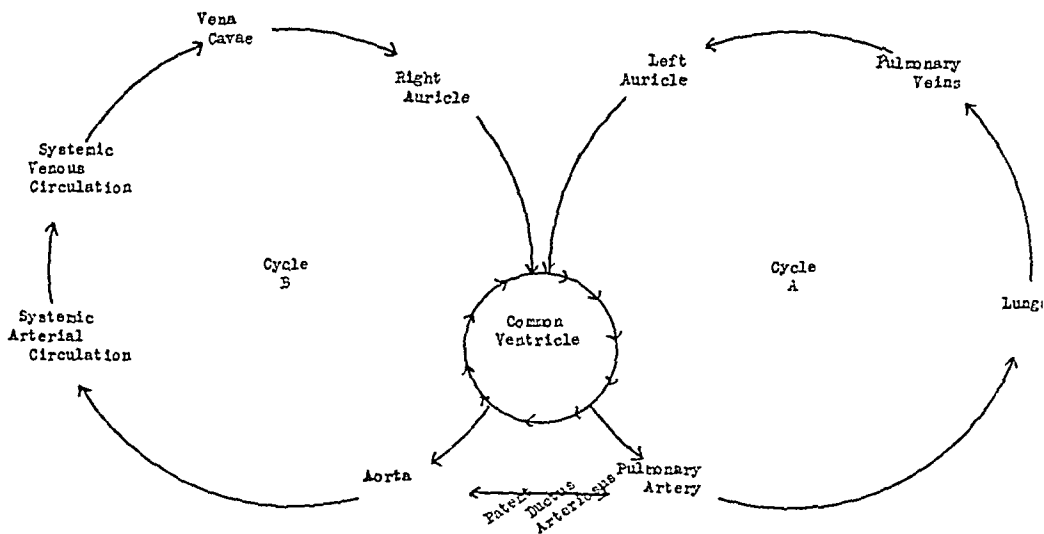 Vena
Cavae
Right
Auricle
Left
Auricle
Pulmonary
Veins
Systemic
Venous
Circulation
Cycle
B
Cycle
A
Lungs
Systemic
Arterial
Circulation
Common
Ventricle
Aorta
Patent
Ductus
Arteriosus
Pulmonary
Artery